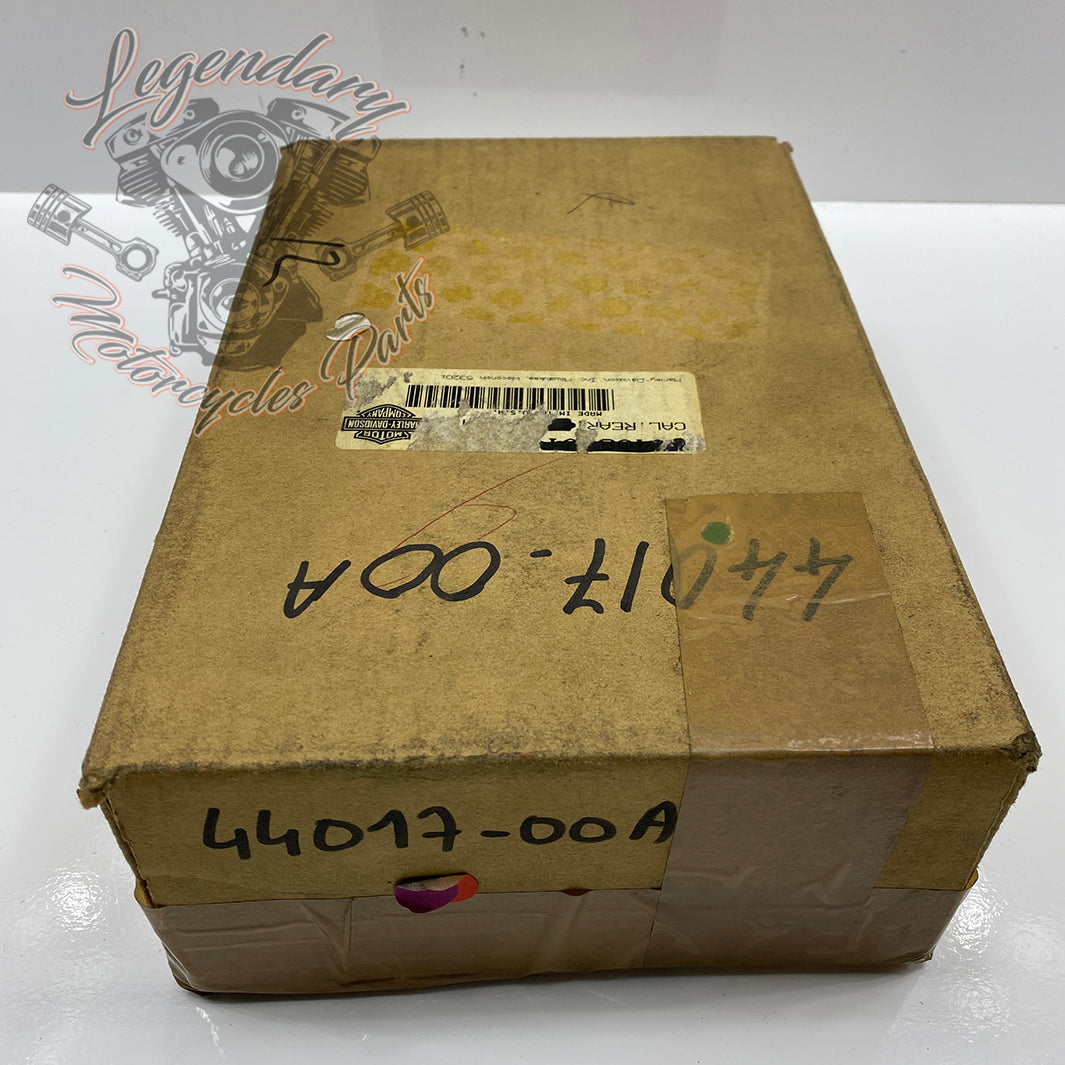 Legendary
Motorcycles Parts
12
Harley-Davidson, Inc. Milwaukee, Wisconsin
MADE IN U.S.A.
CAL. REAR
MOTOR
HARLEY-DAVIDSON
COMPANY
44017-00A
44017-00A